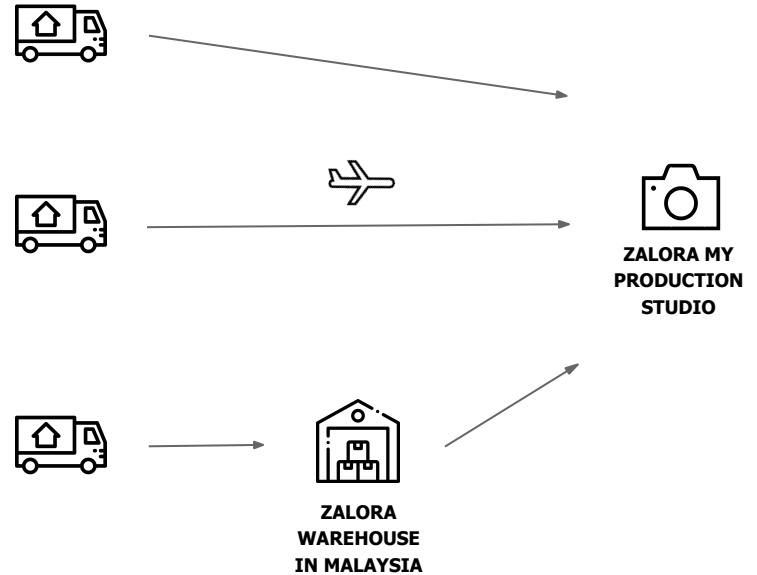 ZALORA MY
PRODUCTION
STUDIO
ZALORA
WAREHOUSE
IN MALAYSIA